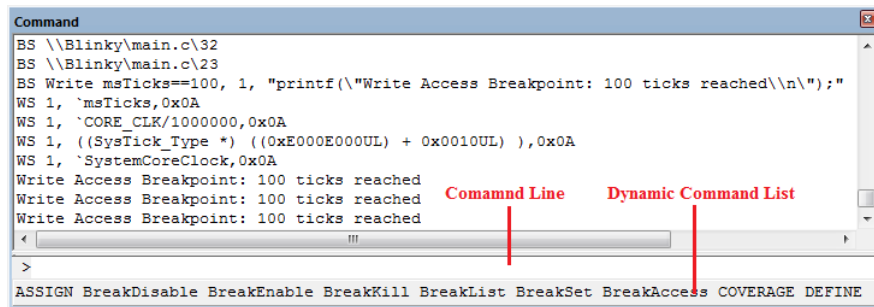 Command
BS \\Blinky\main.c\32
BS \\Blinky\main.c\23
BS Write msTicks==100, 1, "printf(\"Write Access Breakpoint: 100 ticks reached\\n\");"
WS 1, `msTicks,0x0A
WS 1, `CORE_CLK/1000000,0x0A
WS 1, ((SysTick_Type *) ((0xE000E000UL) + 0x0010UL) ),0x0A
WS 1, `SystemCoreClock,0x0A
Write Access Breakpoint: 100 ticks reached
Write Access Breakpoint: 100 ticks reached
Write Access Breakpoint: 100 ticks reached
Comamnd Line
Dynamic Command List
>
ASSIGN BreakDisable BreakEnable BreakKill BreakList BreakSet BreakAccess COVERAGE DEFINE